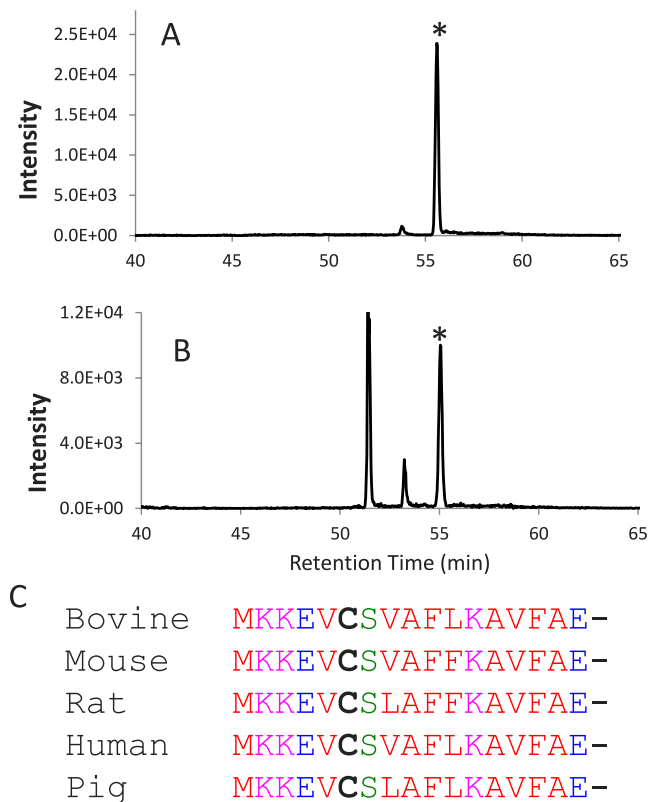 A
*
Intensity
2.5E+04
2.0E+04
1.5E+04
1.0E+04
5.0E+03
0.0E+00
40 45 50 55 60 65
B
*
Intensity
1.2E+04
8.0E+03
4.0E+03
0.0E+00
40 45 50 55 60 65
Retention Time (min)
C
Bovine MKKEVCSVAFLKAVFAE–
Mouse MKKEVCSVAFFKAVFAE–
Rat MKKEVCSLAFFKAVFAE–
Human MKKEVCSVAFLKAVFAE–
Pig MKKEVCSLAFLKAVFAE–